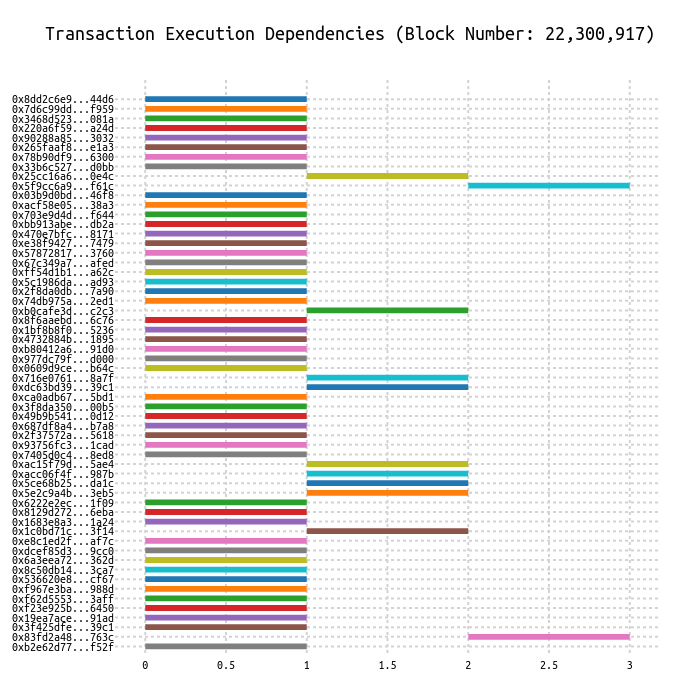 Transaction Execution Dependencies (Block Number: 22,300,917)
0x8dd2c6e9...44d6
0x7d6c99dd...f959
0x3468d523...081a
0x220a6f59...a24d
0x90288a85...3032
0x265faaf8...e1a3
0x78b90df9...6300
0x33b6c527...d0bb
0x25cc16a6...0e4c
0x5f9cc6a9...f61c
0x03b9d0bd...46f8
0xacf58e05...38a3
0x703e9d4d...f644
0xbb913abe...db2a
0x470e7bfc...8171
0xe38f9427...7479
0x57872817...3760
0x67c349a7...afed
0xff54d1b1...a62c
0x5c1986da...ad93
0x2f8da0db...7a90
0x74db975a...2ed1
0xb0cafe3d...c2c3
0x8f6aaebd...6c76
0x1bf8b8f0...5236
0x4732884b...1895
0xb80412a6...91d0
0x977dc79f...d000
0x0609d9ce...b64c
0x716e0761...8a7f
0xdc63bd39...39c1
0xca0adb67...5bd1
0x3f8da350...00b5
0x49b9b541...0d12
0x687df8a4...b7a8
0x2f37572a...5618
0x93756fc3...1cad
0x7405d0c4...8ed8
0xac15f79d...5ae4
0xacc06f4f...987b
0x5ce68b25...da1c
0x5e2c9a4b...3eb5
0x6222e2ec...1f09
0x8129d272...6eba
0x1683e8a3...1a24
0x1c0bd71c...3f14
0xe8c1ed2f...af7c
0xdcef85d3...9cc0
0x6a3eea72...362d
0x8c50db14...3ca7
0x536620e8...cf67
0xf967e3ba...988d
0xf62d5553...3aff
0xf23e925b...6450
0x19ea7ace...91ad
0x3f425dfe...39c1
0x83fd2a48...763c
0xb2e62d77...f52f
0 0.5 1 1.5 2 2.5 3